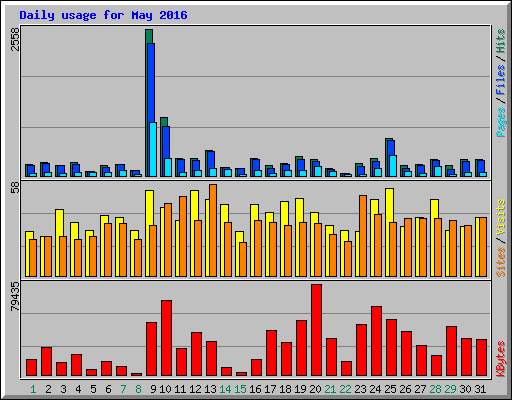 Daily usage for May 2016
2558
Pages / Files / Hits
58
Sites / Visits
79435
KBytes
1 2 3 4 5 6 7 8 9 10 11 12 13 14 15 16 17 18 19 20 21 22 23 24 25 26 27 28 29 30 31